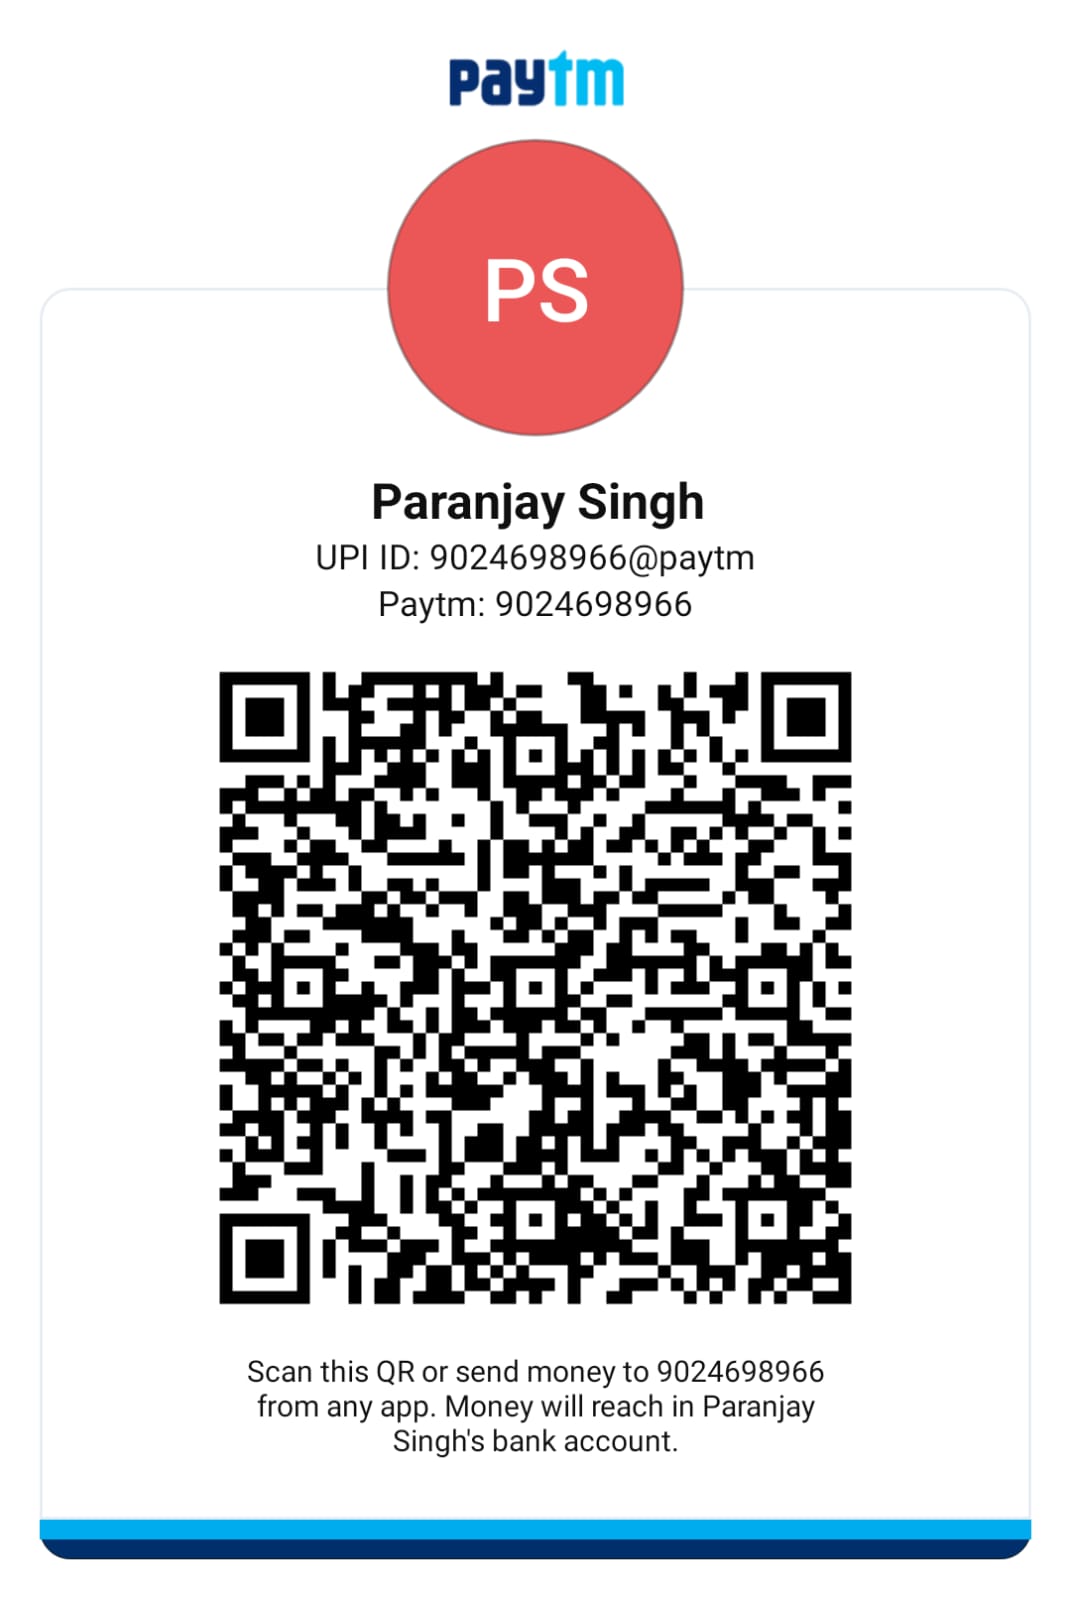 paytm
PS
Paranjay Singh
UPI ID: 9024698966@paytm
Paytm: 9024698966
Scan this QR or send money to 9024698966
from any app. Money will reach in Paranjay
Singh's bank account.